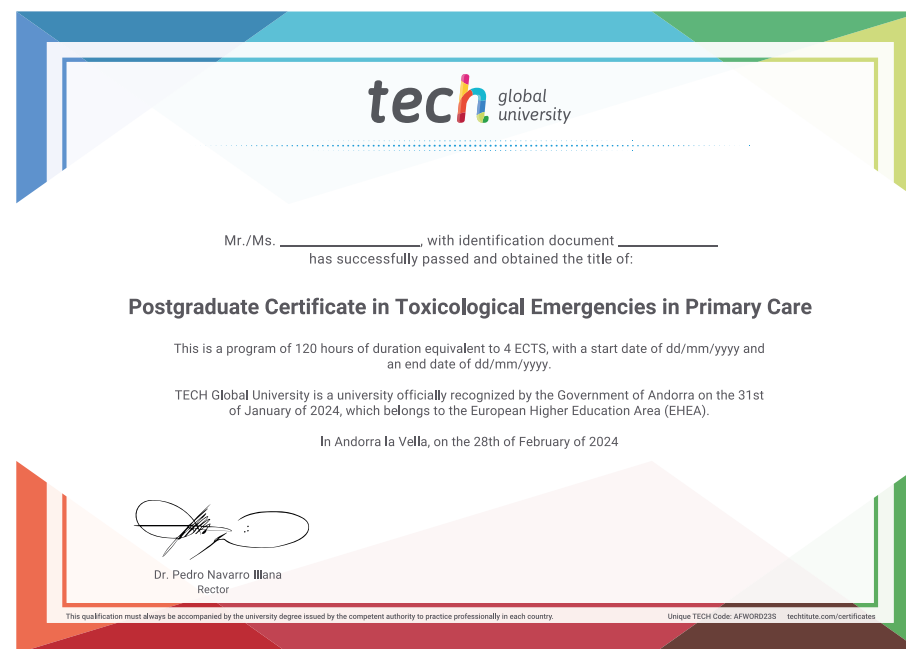 tech global university
Mr./Ms. ____________________, with identification document ______________
has successfully passed and obtained the title of:
Postgraduate Certificate in Toxicological Emergencies in Primary Care
This is a program of 120 hours of duration equivalent to 4 ECTS, with a start date of dd/mm/yyyy and
an end date of dd/mm/yyyy.
TECH Global University is a university officially recognized by the Government of Andorra on the 31st
of January of 2024, which belongs to the European Higher Education Area (EHEA).
In Andorra la Vella, on the 28th of February of 2024
Dr. Pedro Navarro Illana
Rector
This qualification must always be accompanied by the university degree issued by the competent authority to practice professionally in each country.
Unique TECH Code: AFWORD23S techtitute.com/certificates